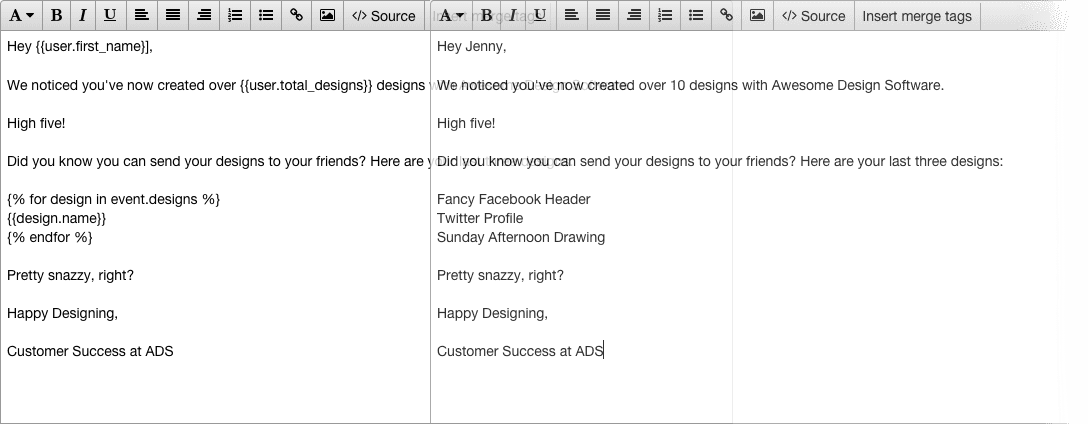 A B I U Source
Hey {{user.first_name}],
We noticed you've now created over {{user.total_designs}} designs
High five!
Did you know you can send your designs to your friends? Here are
{% for design in event.designs %}
{{design.name}}
{% endfor %}
Pretty snazzy, right?
Happy Designing,
Customer Success at ADS
A B I U Source Insert merge tags
Hey Jenny,
We noticed you've now created over 10 designs with Awesome Design Software.
High five!
Did you know you can send your designs to your friends? Here are your last three designs:
Fancy Facebook Header
Twitter Profile
Sunday Afternoon Drawing
Pretty snazzy, right?
Happy Designing,
Customer Success at ADS